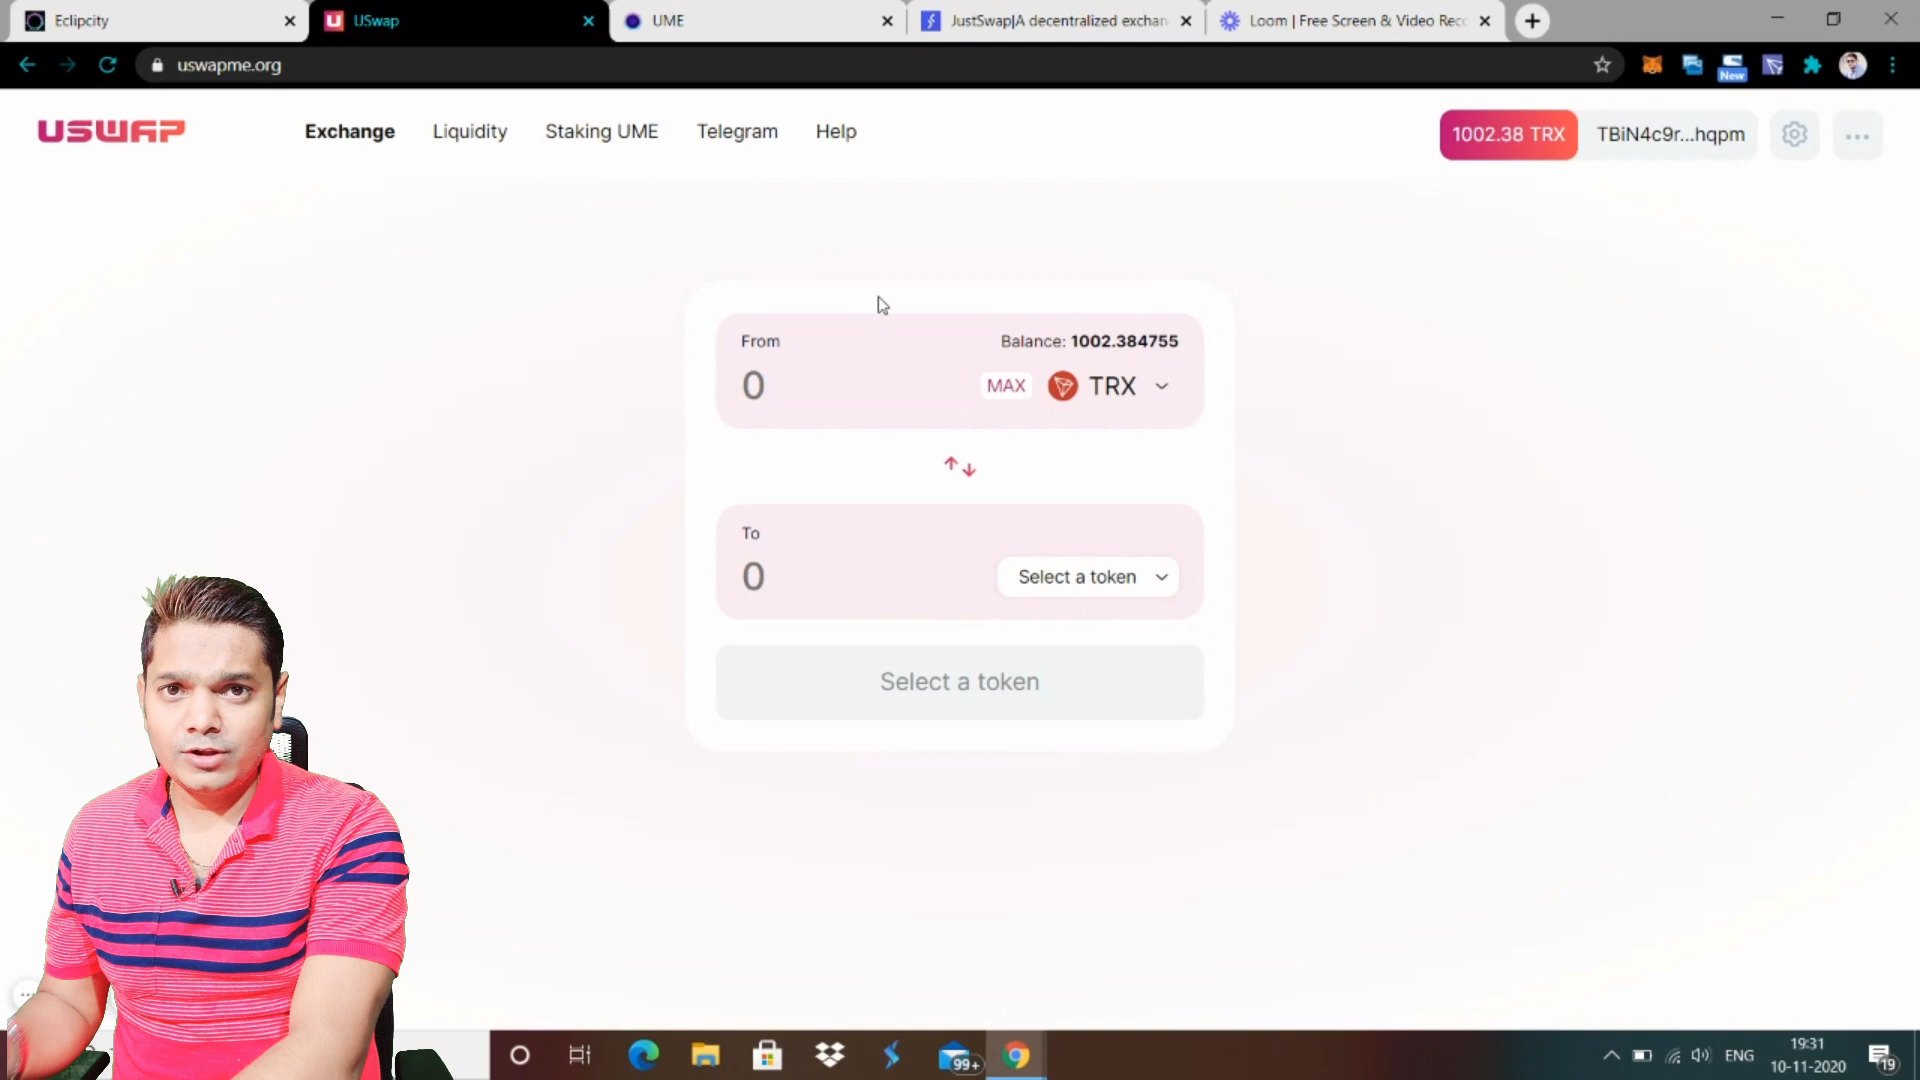 Eclipcity
USwap
UME
JustSwap|A decentralized exchan
Loom | Free Screen & Video Rec
uswapme.org
New
USWAP
Exchange
Liquidity
Staking UME
Telegram
Help
1002.38 TRX
TBiN4c9r...hqpm
From
Balance: 1002.384755
0
MAX
TRX
To
0
Select a token
Select a token
99+
ENG
19:31
10-11-2020
19